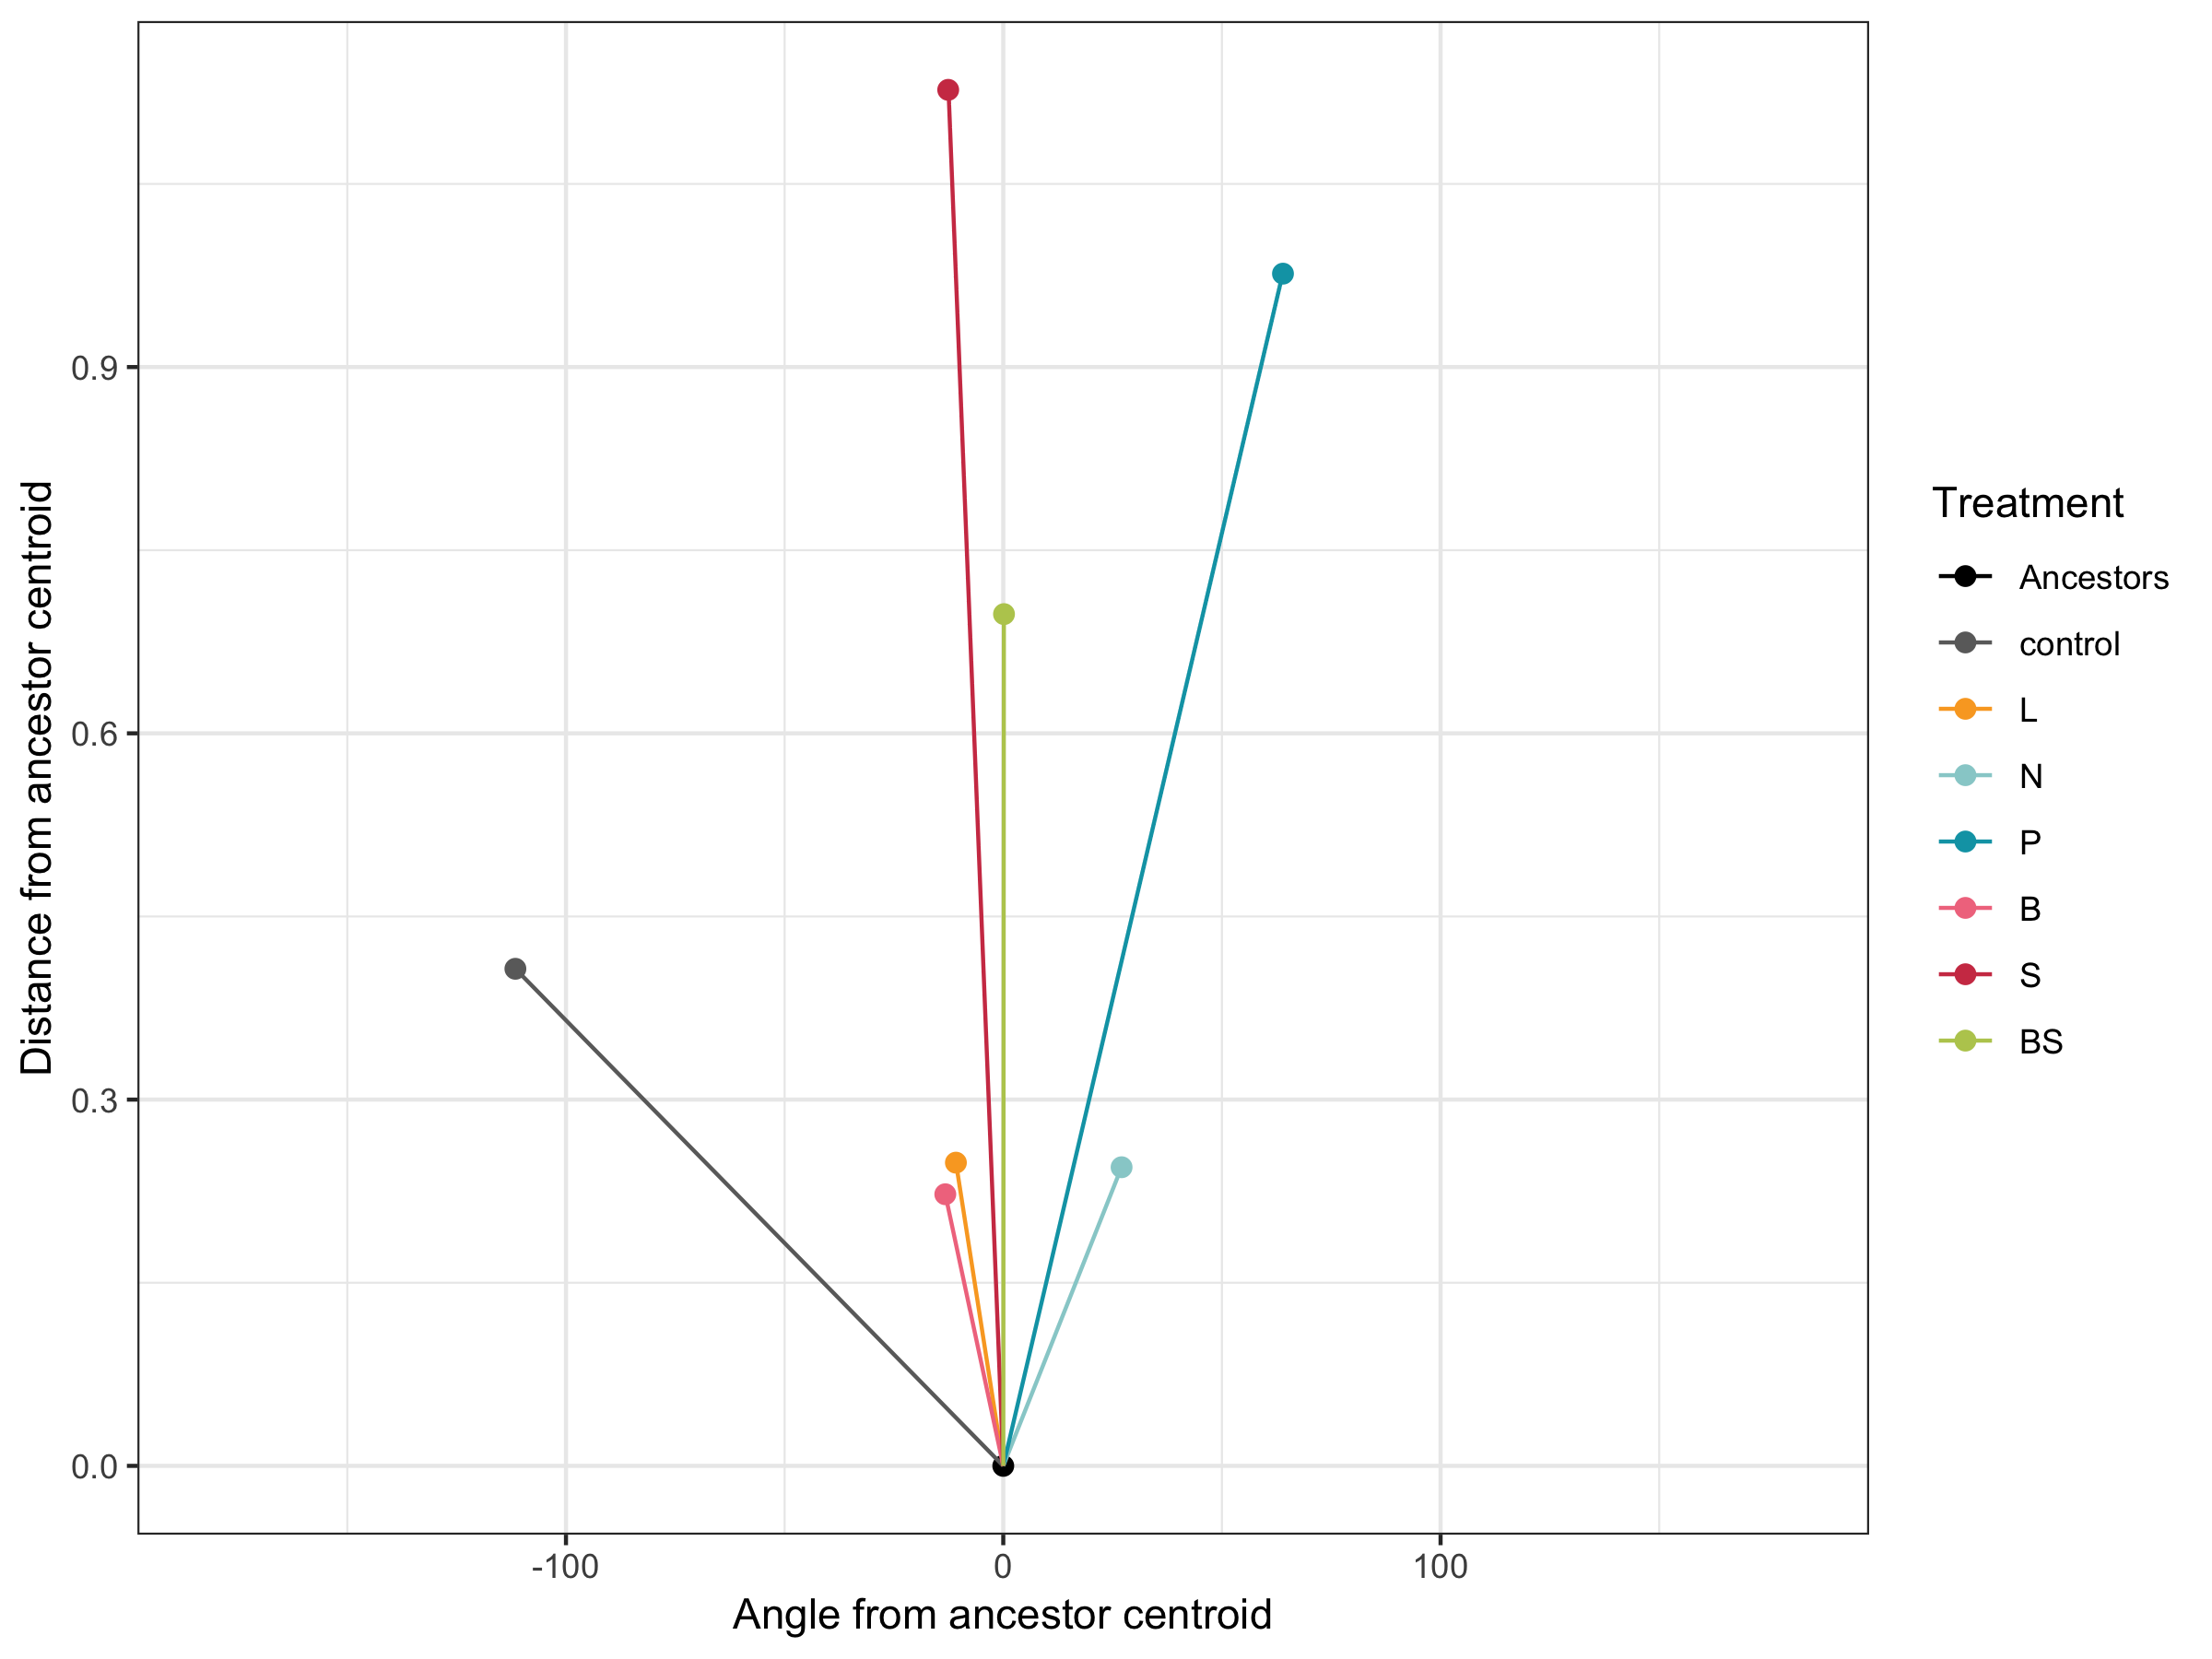 Distance from ancestor centroid
0.9
0.6
0.3
0.0
-100
0
100
Angle from ancestor centroid
Treatment
Ancestors
control
L
N
P
B
S
BS